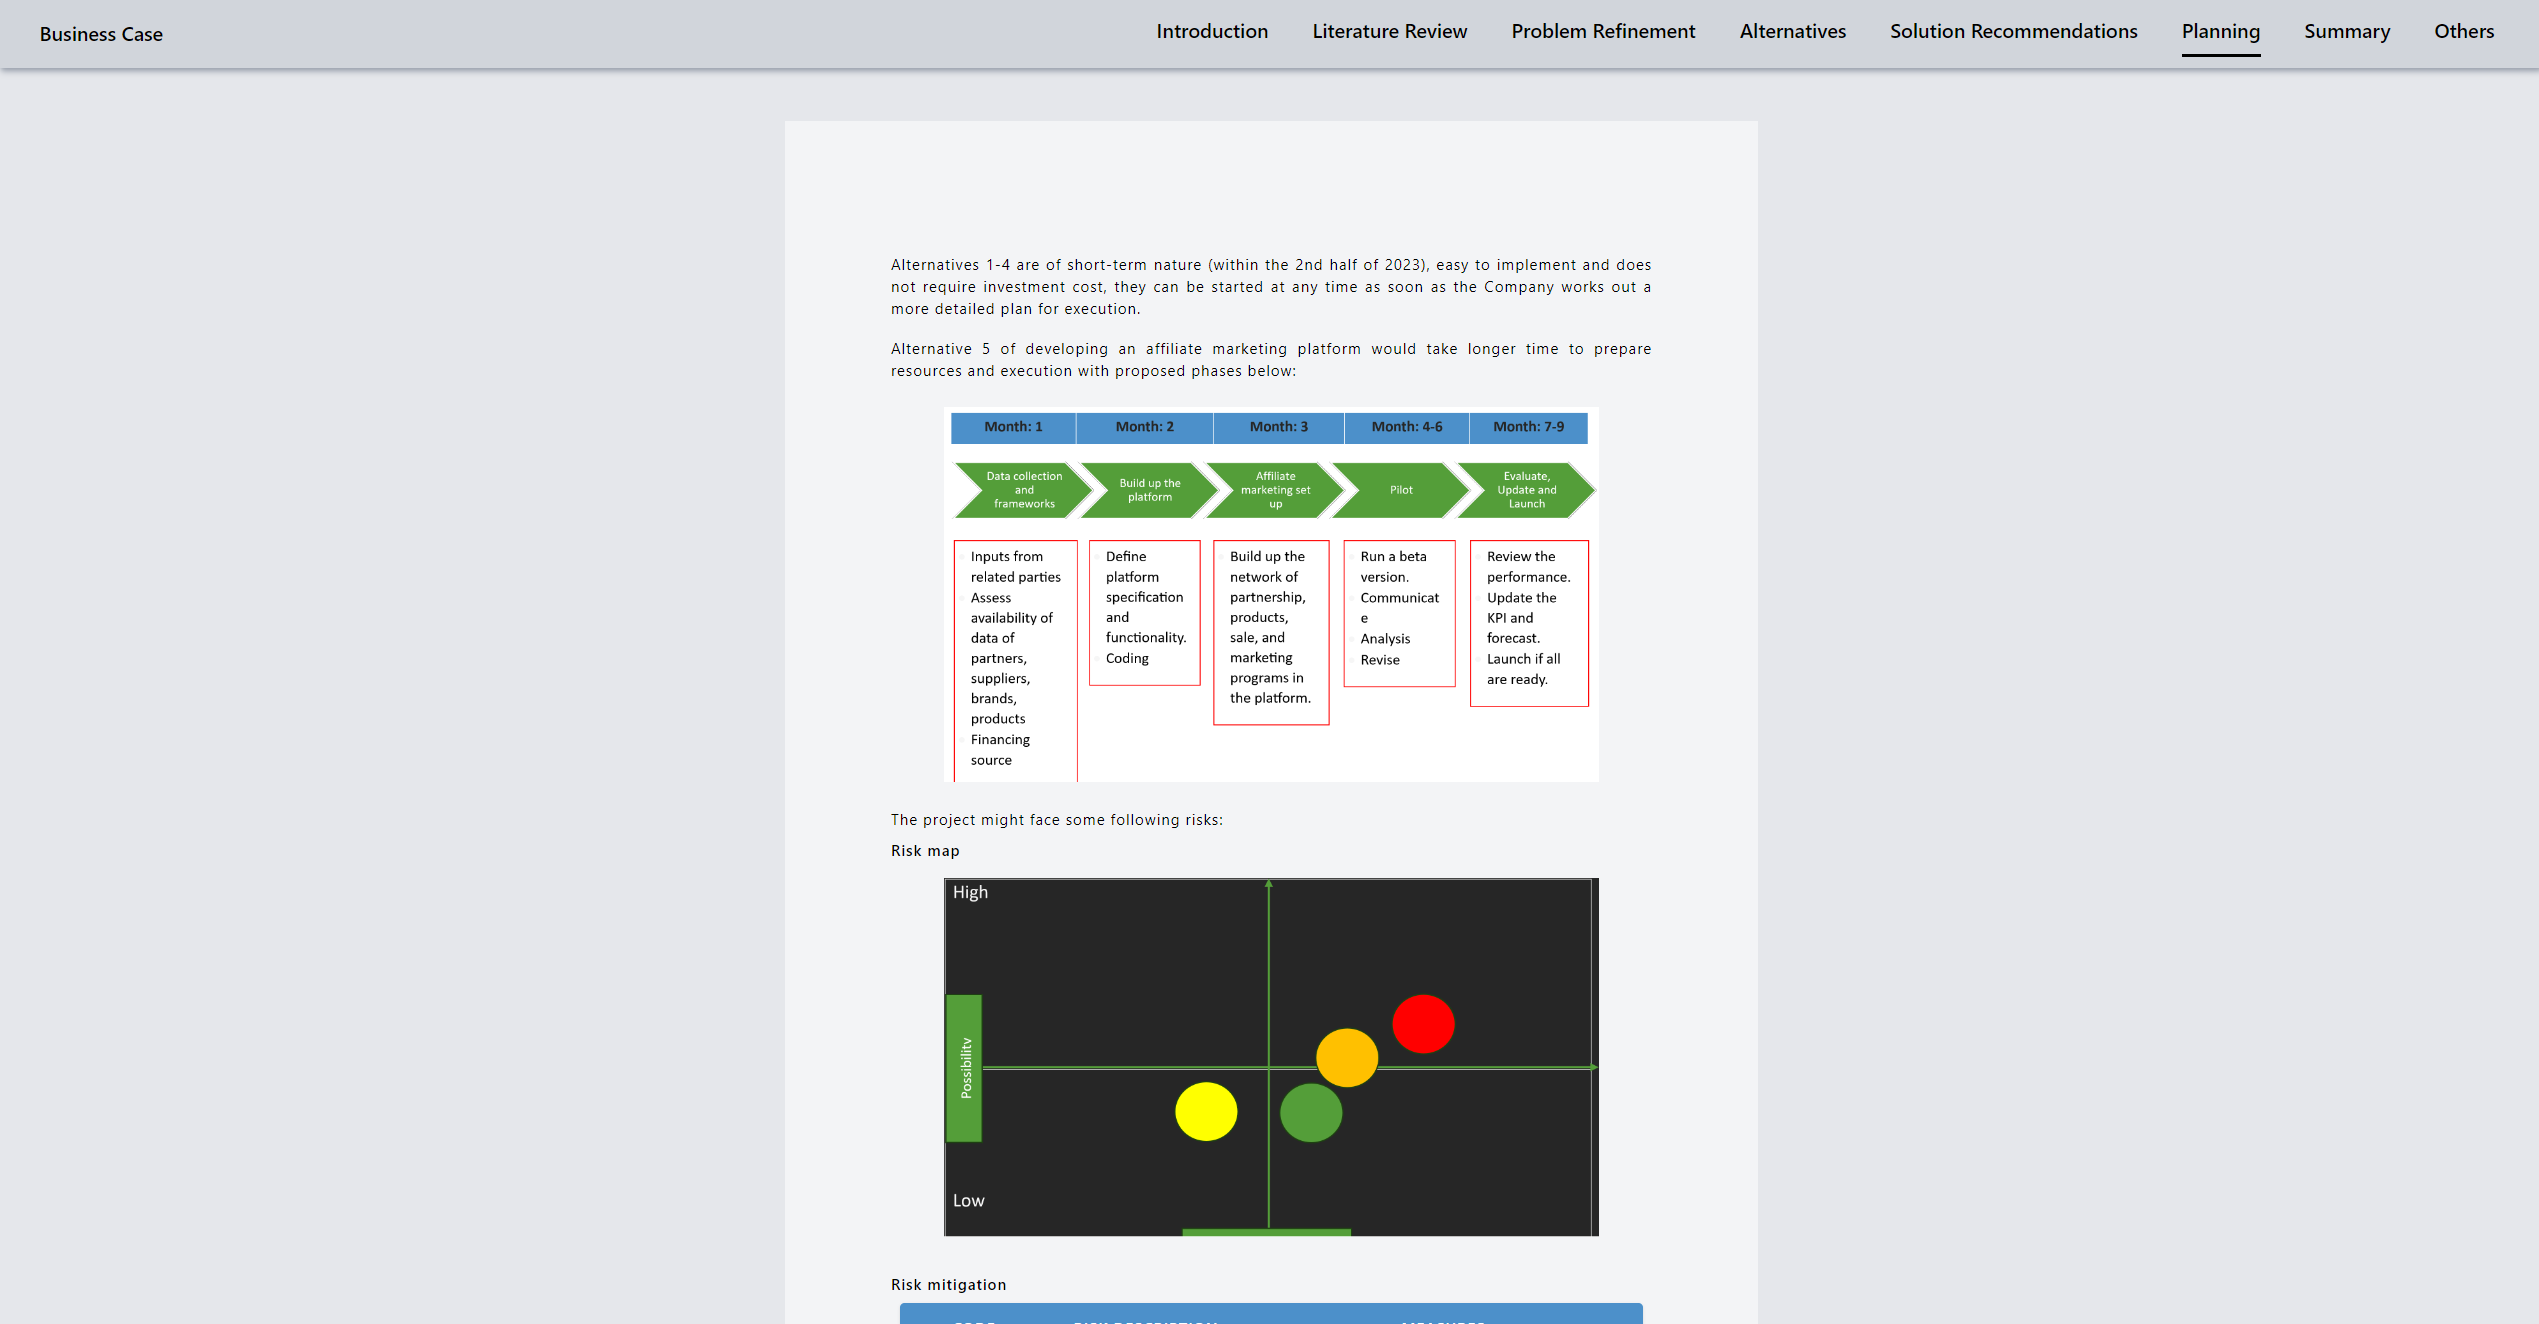 Business Case
Introduction
Literature Review
Problem Refinement
Alternatives
Solution Recommendations
Planning
Summary
Others
Alternatives 1-4 are of short-term nature (within the 2nd half of 2023), easy to implement and does
not require investment cost, they can be started at any time as soon as the Company works out a
more detailed plan for execution.
Alternative 5 of developing an affiliate marketing platform would take longer time to prepare
resources and execution with proposed phases below:
Month: 1
Month: 2
Month: 3
Month: 4-6
Month: 7-9
Data collection
and
frameworks
Build up the
platform
Affiliate
marketing set
up
Pilot
Evaluate,
Update and
Launch
Inputs from
related parties
Assess
availability of
data of
partners,
suppliers,
brands,
products
Financing
source
Define
platform
specification
and
functionality.
Coding
Build up the
network of
partnership,
products,
sale, and
marketing
programs in
the platform.
Run a beta
version.
Communicat
e
Analysis
Revise
Review the
performance.
Update the
KPI and
forecast.
Launch if all
are ready.
The project might face some following risks:
Risk map
High
Possibility
Low
Risk mitigation